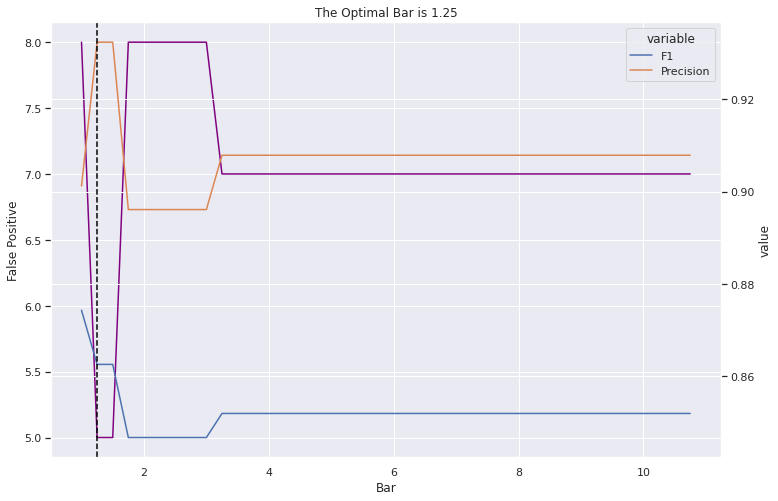 The Optimal Bar is 1.25
variable
F1
Precision
8.0
7.5
7.0
6.5
6.0
5.5
5.0
False Positive
0.92
0.90
0.88
0.86
value
2
4
6
8
10
Bar